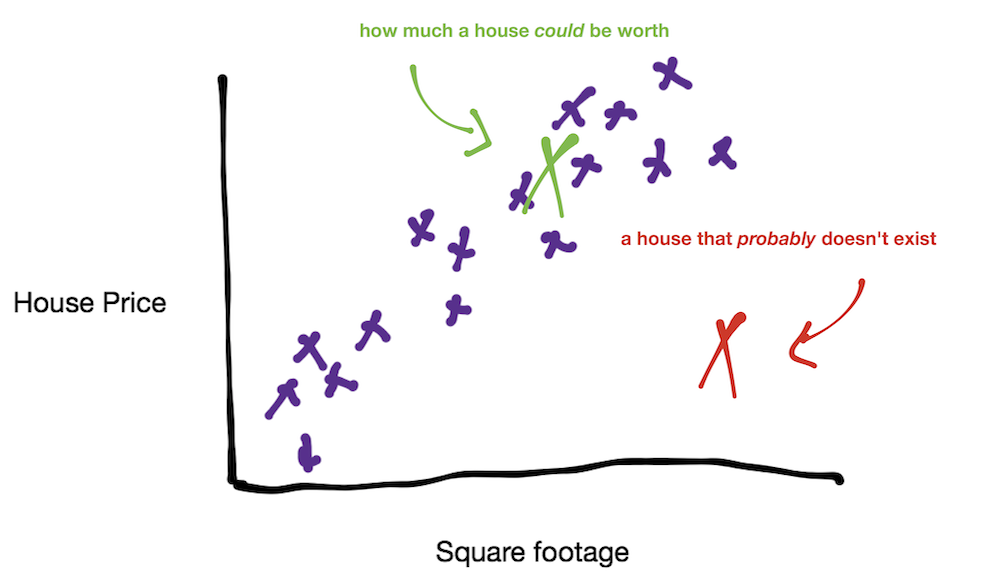 how much a house could be worth
a house that probably doesn't exist
House Price
Square footage